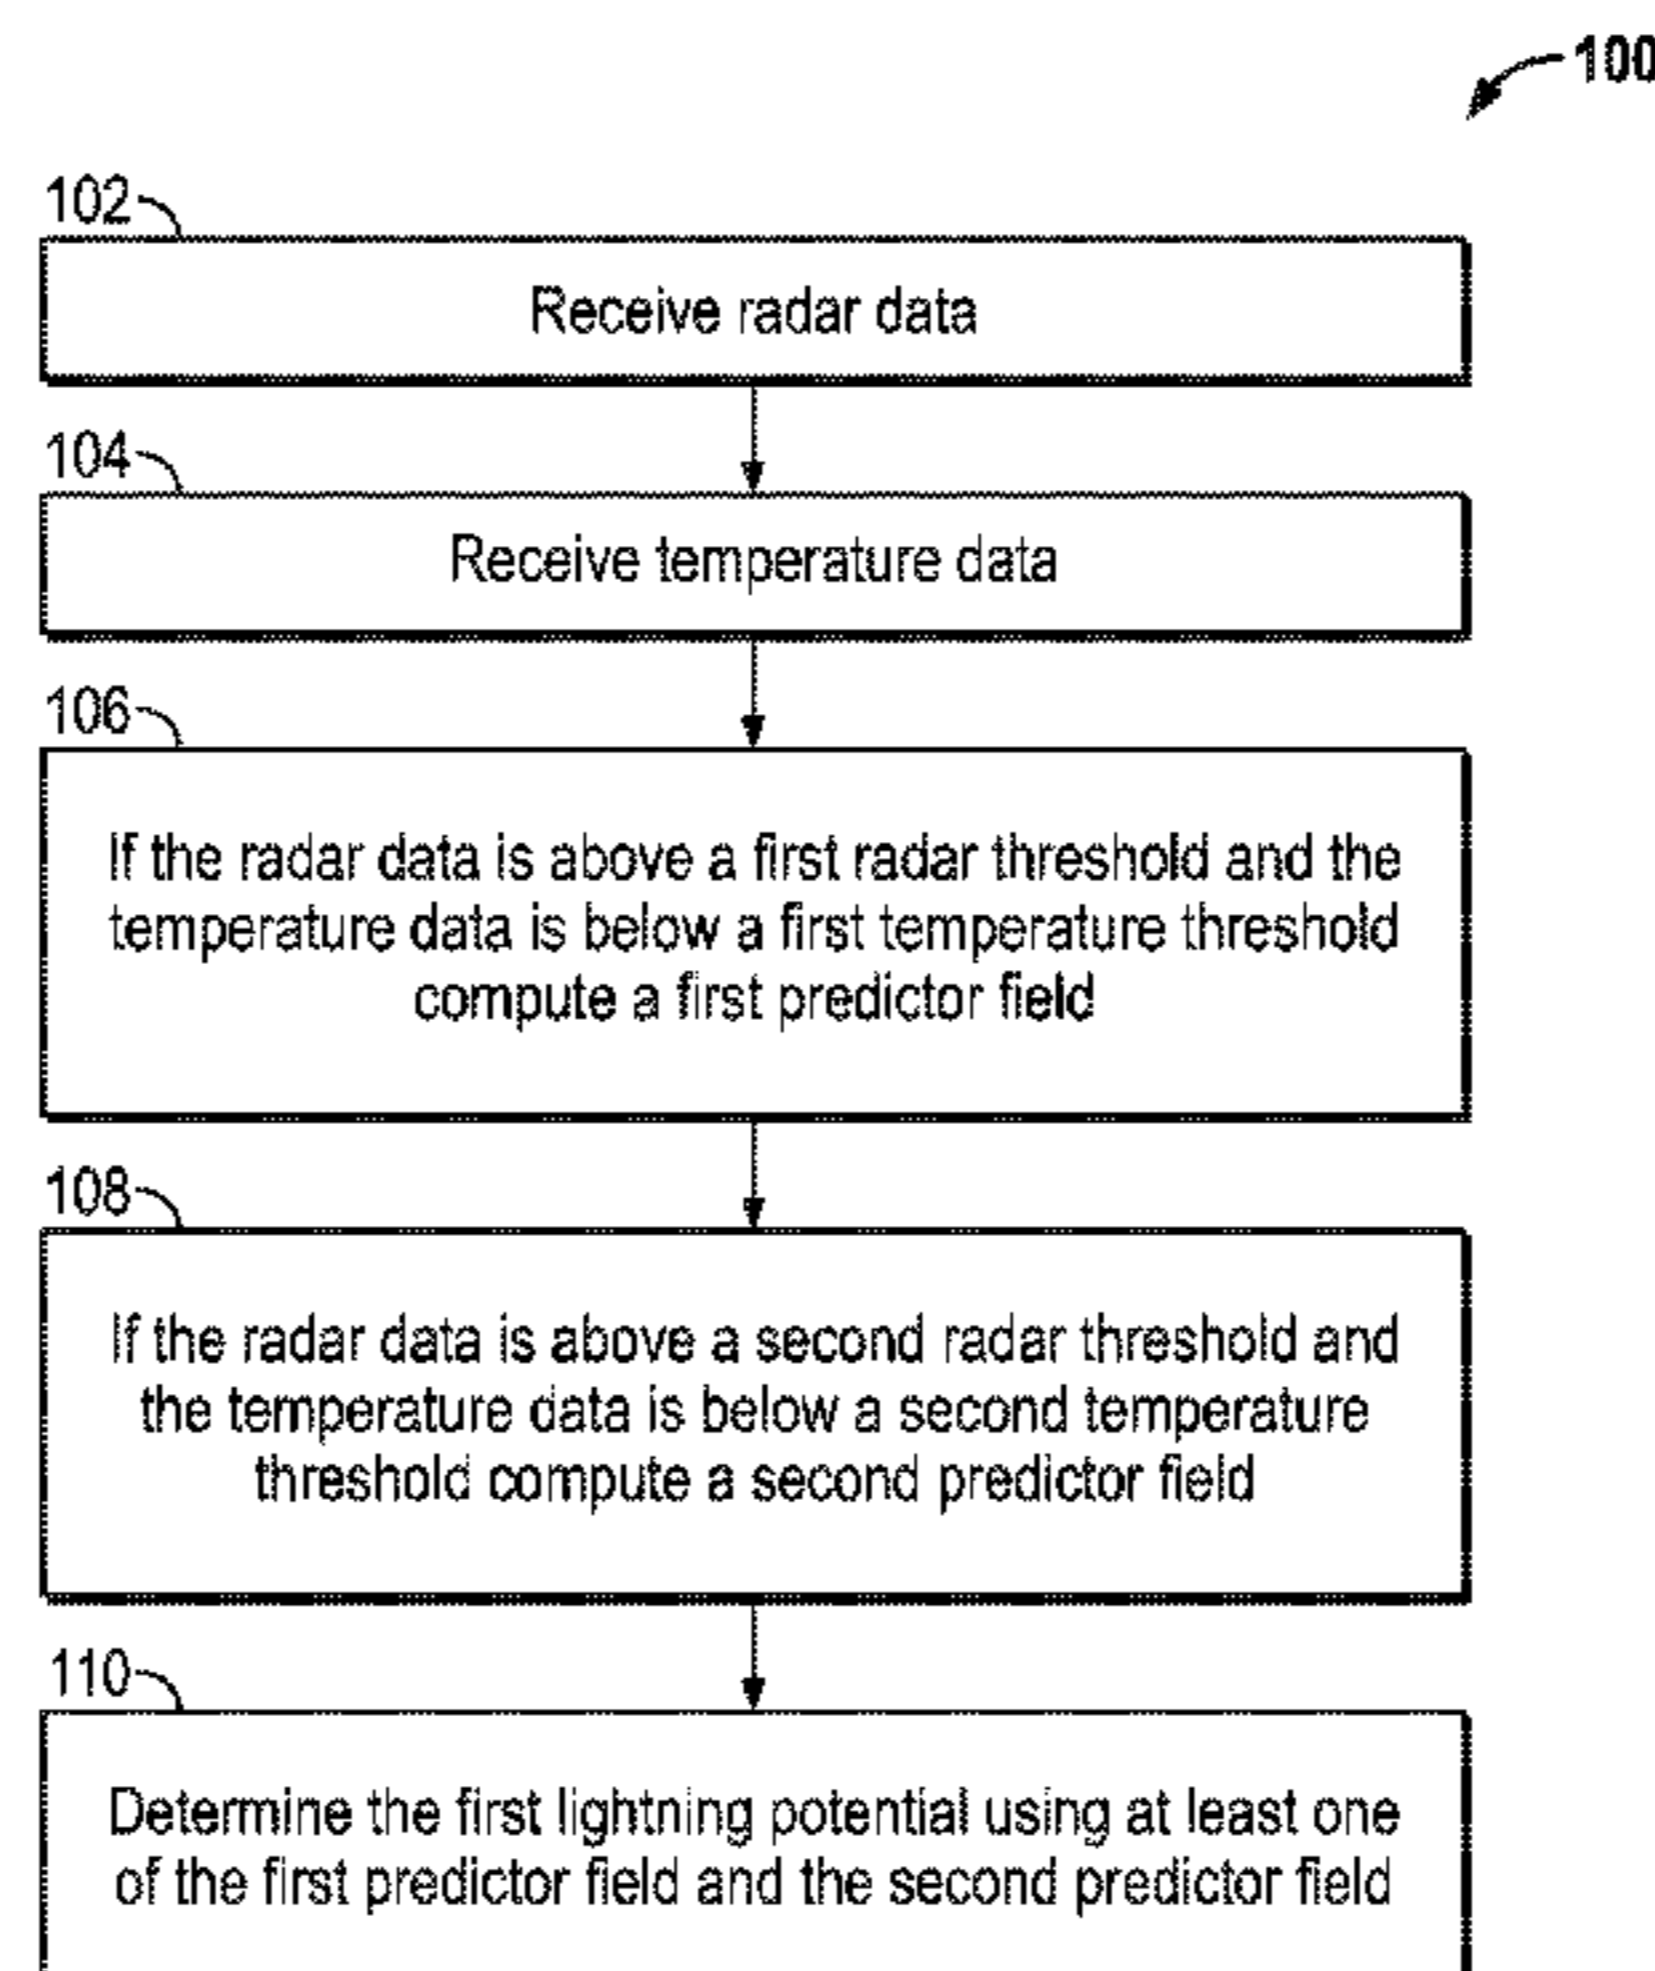 100
102
Receive radar data
104
Receive temperature data
106
If the radar data is above a first radar threshold and the
temperature data is below a first temperature threshold
compute a first predictor field
108
If the radar data is above a second radar threshold and
the temperature data is below a second temperature
threshold compute a second predictor field
110
Determine the first lightning potential using at least one
of the first predictor field and the second predictor field